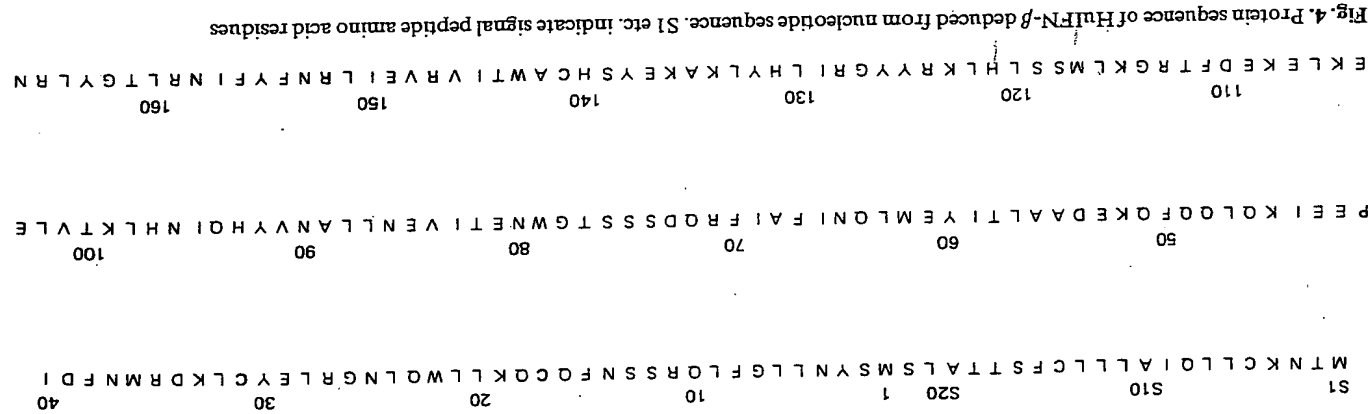 S1 S10 S20 1 10 20 30 40
M T N K C L L Q I A L L L C F S T T A L S M S Y N L L G F L Q R S S N F Q C Q K L L W Q L N G R L E Y C L K D R M N F D I
50 60 70 80 90 100
P E E I K Q L Q Q F Q K E D A A L T I Y E M L Q N I F A I F R Q D S S S T G W N E T I V E N L L A N V Y H Q I N H L K T V L E
110 120 130 140 150 160
E K L E K E D F T R G K L M S S L H L K R Y Y G R I L H Y L K A K E Y S H C A W T I V R V E I L R N F Y F I N R L T G Y L R N
Fig. 4. Protein sequence of HuIFN-β deduced from nucleotide sequence. S1 etc. indicate signal peptide amino acid residues